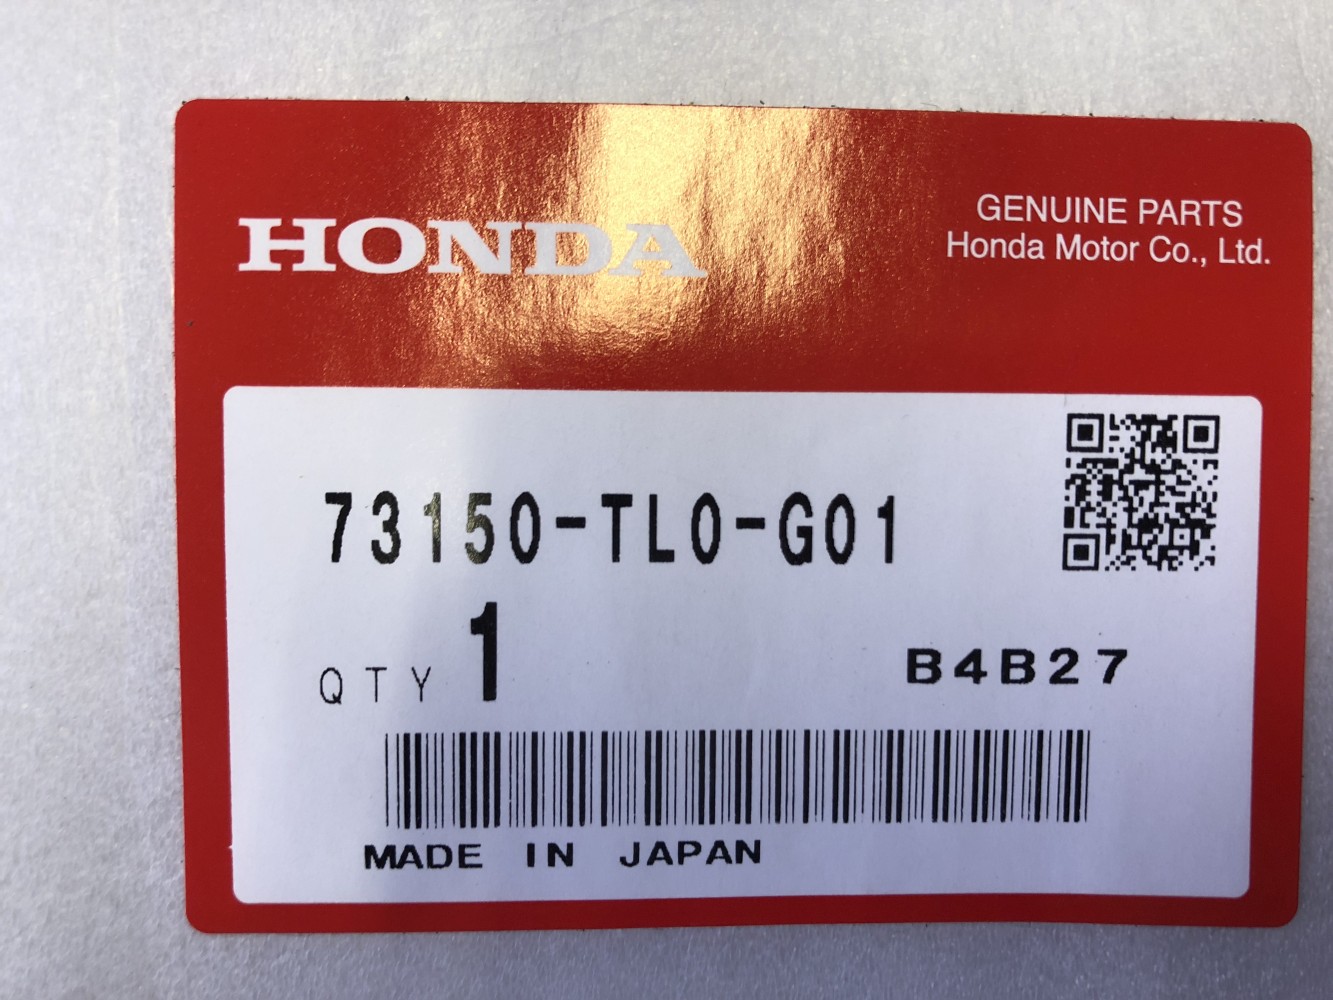 HONDA
GENUINE PARTS
Honda Motor Co., Ltd.
73150-TL0-G01
QTY 1
B4B27
MADE IN JAPAN